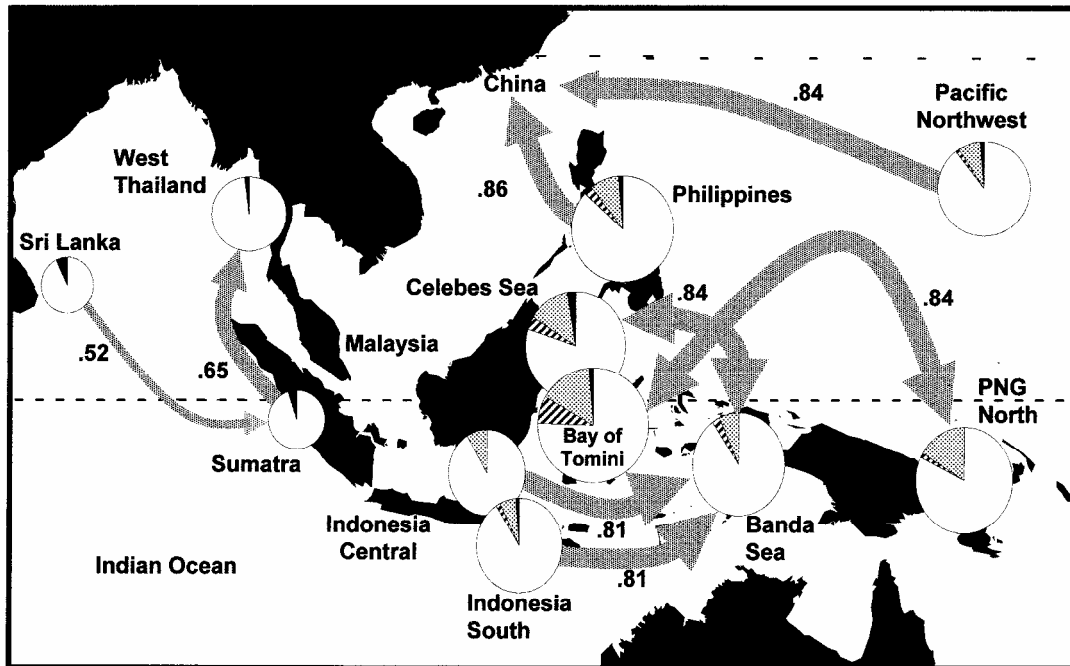 China
.84
Pacific
Northwest
West
Thailand
.86
Philippines
Sri Lanka
Celebes Sea
.84
.84
.52
.65
Malaysia
PNG
North
Sumatra
Bay of
Tomini
Indonesia
Central
.81
Banda
Sea
Indian Ocean
.81
Indonesia
South